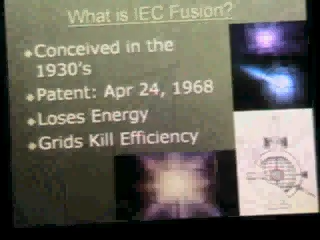 What is IEC Fusion?
Conceived in the
1930's
Patent: Apr 24, 1968
Loses Energy
Grids Kill Efficiency